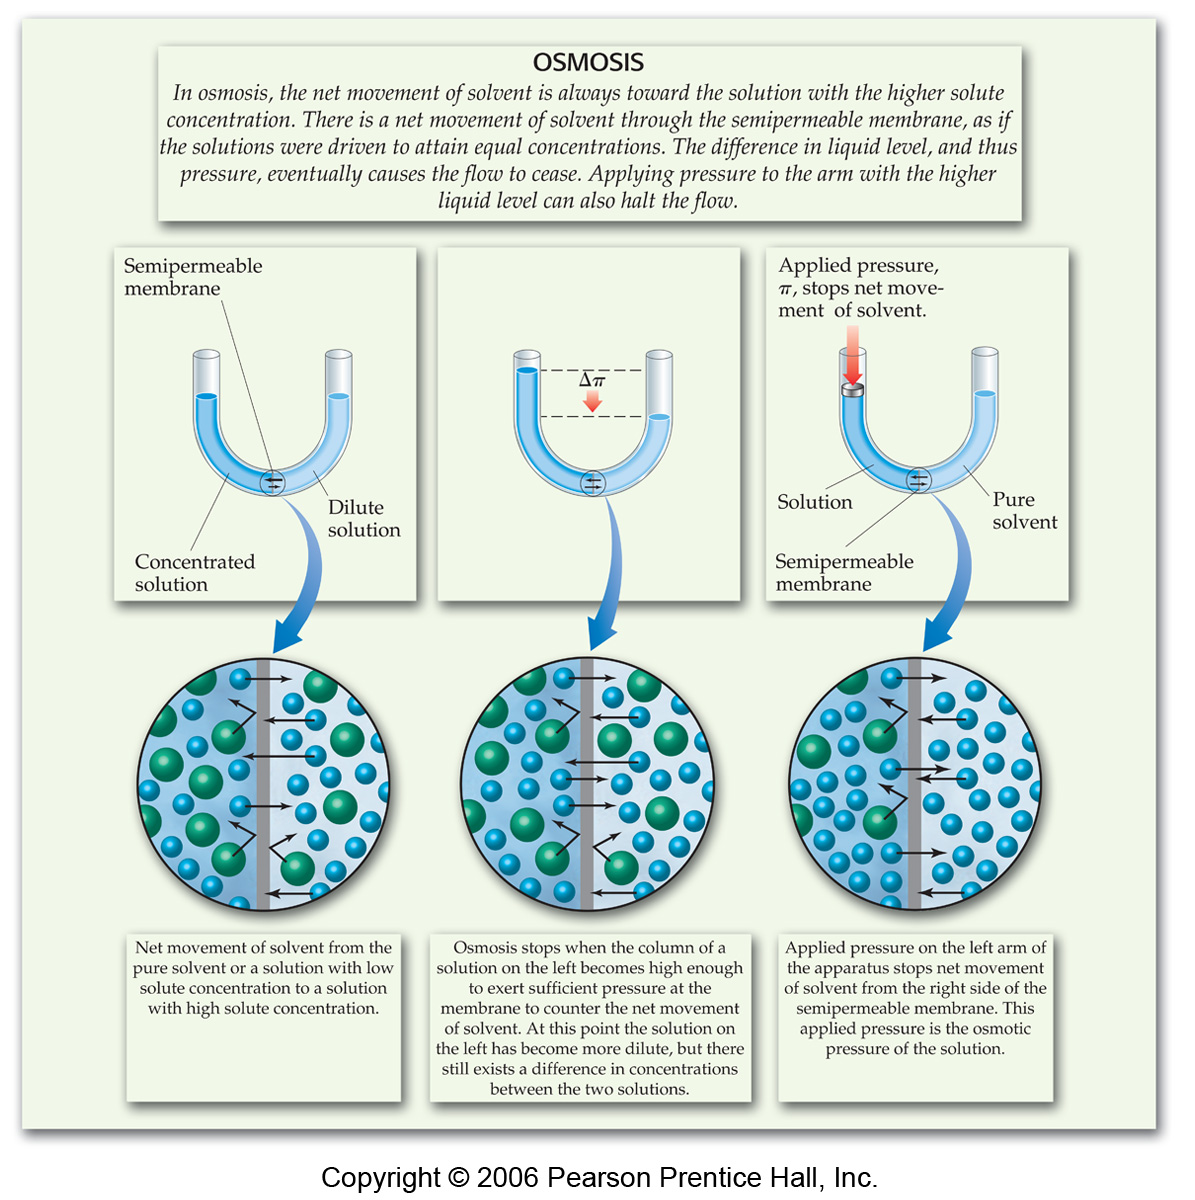 OSMOSIS
In osmosis, the net movement of solvent is always toward the solution with the higher solute
concentration. There is a net movement of solvent through the semipermeable membrane, as if
the solutions were driven to attain equal concentrations. The difference in liquid level, and thus
pressure, eventually causes the flow to cease. Applying pressure to the arm with the higher
liquid level can also halt the flow.
Semipermeable
membrane
Dilute
solution
Concentrated
solution
Δπ
Applied pressure,
π, stops net move-
ment of solvent.
Solution
Pure
solvent
Semipermeable
membrane
Net movement of solvent from the
pure solvent or a solution with low
solute concentration to a solution
with high solute concentration.
Osmosis stops when the column of a
solution on the left becomes high enough
to exert sufficient pressure at the
membrane to counter the net movement
of solvent. At this point the solution on
the left has become more dilute, but there
still exists a difference in concentrations
between the two solutions.
Applied pressure on the left arm of
the apparatus stops net movement
of solvent from the right side of the
semipermeable membrane. This
applied pressure is the osmotic
pressure of the solution.
Copyright © 2006 Pearson Prentice Hall, Inc.